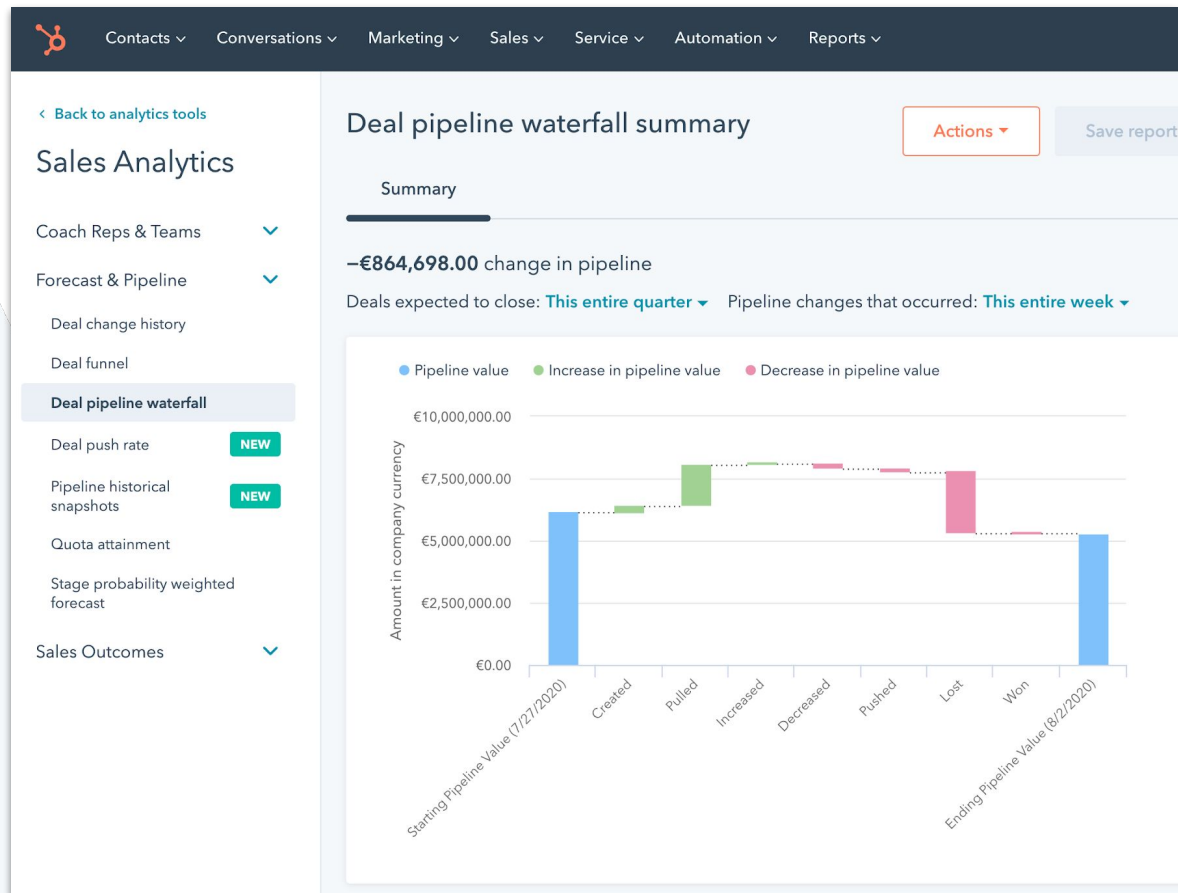 Contacts Conversations Marketing Sales Service Automation Reports
Back to analytics tools
Sales Analytics
Coach Reps & Teams
Forecast & Pipeline
Deal change history
Deal funnel
Deal pipeline waterfall
Deal push rate NEW
Pipeline historical
snapshots NEW
Quota attainment
Stage probability weighted
forecast
Sales Outcomes
Deal pipeline waterfall summary
Actions
Save report
Summary
–€864,698.00 change in pipeline
Deals expected to close: This entire quarter Pipeline changes that occurred: This entire week
Pipeline value Increase in pipeline value Decrease in pipeline value
Amount in company currency
€10,000,000.00
€7,500,000.00
€5,000,000.00
€2,500,000.00
€0.00
Starting Pipeline Value (7/27/2020)
Created
Pulled
Increased
Decreased
Pushed
Lost
Won
Ending Pipeline Value (8/2/2020)